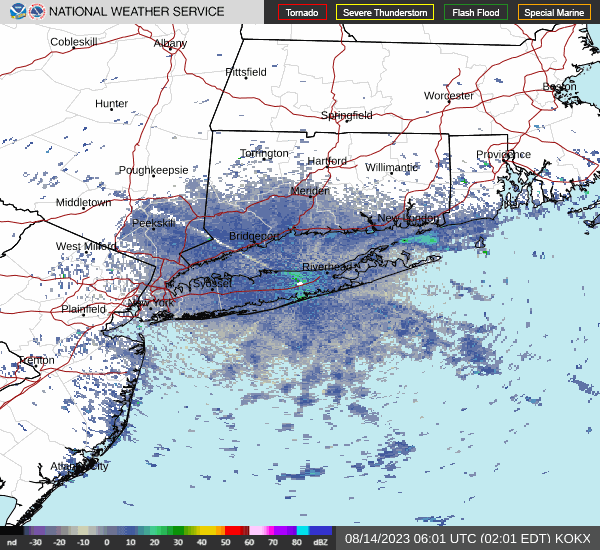 NATIONAL WEATHER SERVICE
Tornado Severe Thunderstorm Flash Flood Special Marine
Cobleskill
Albany
Pittsfield
Boston
Worcester
Hunter
Springfield
Torrington
Hartford
Providence
Willimantic
Poughkeepsie
Meriden
Middletown
New London
Peekskill
Bridgeport
West Milford
Riverhead
Syosset
New York
Plainfield
Trenton
Atlantic City
nd -30 -20 -10 0 10 20 30 40 50 60 70 80 dBZ
08/14/2023 06:01 UTC (02:01 EDT) KOKX